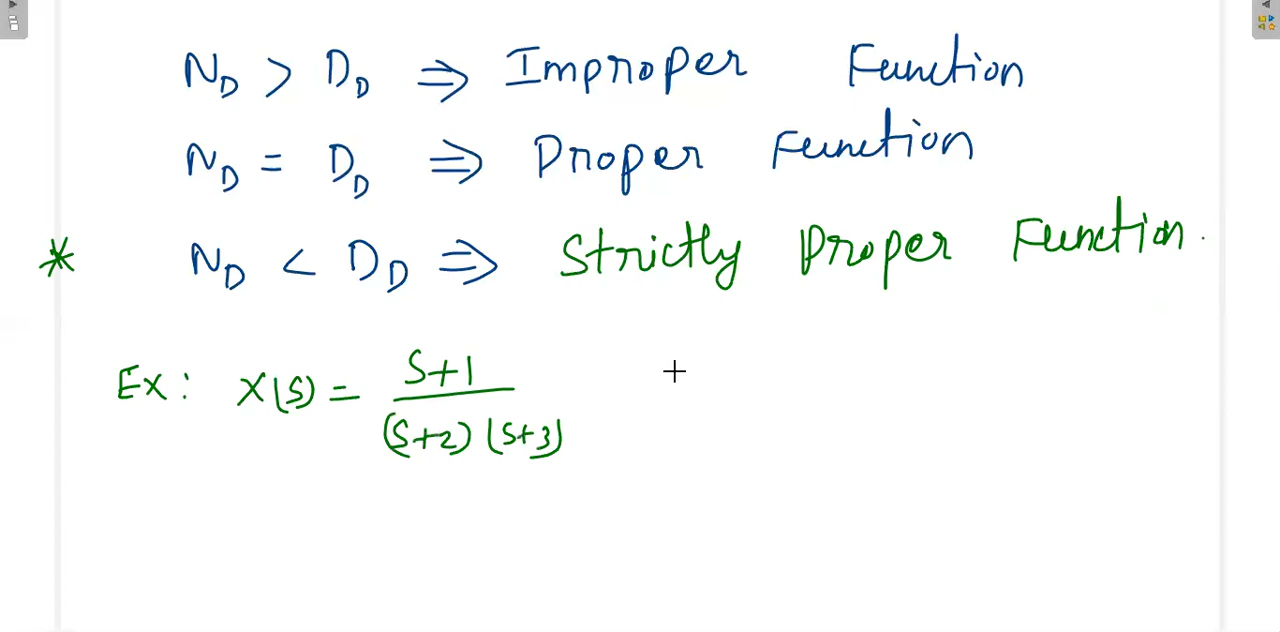 N_D > D_D ⇒ Improper Function
N_D = D_D ⇒ Proper Function
* N_D < D_D ⇒ Strictly Proper Function.
Ex: X(s) = (S+1) / ((S+2)(S+3))